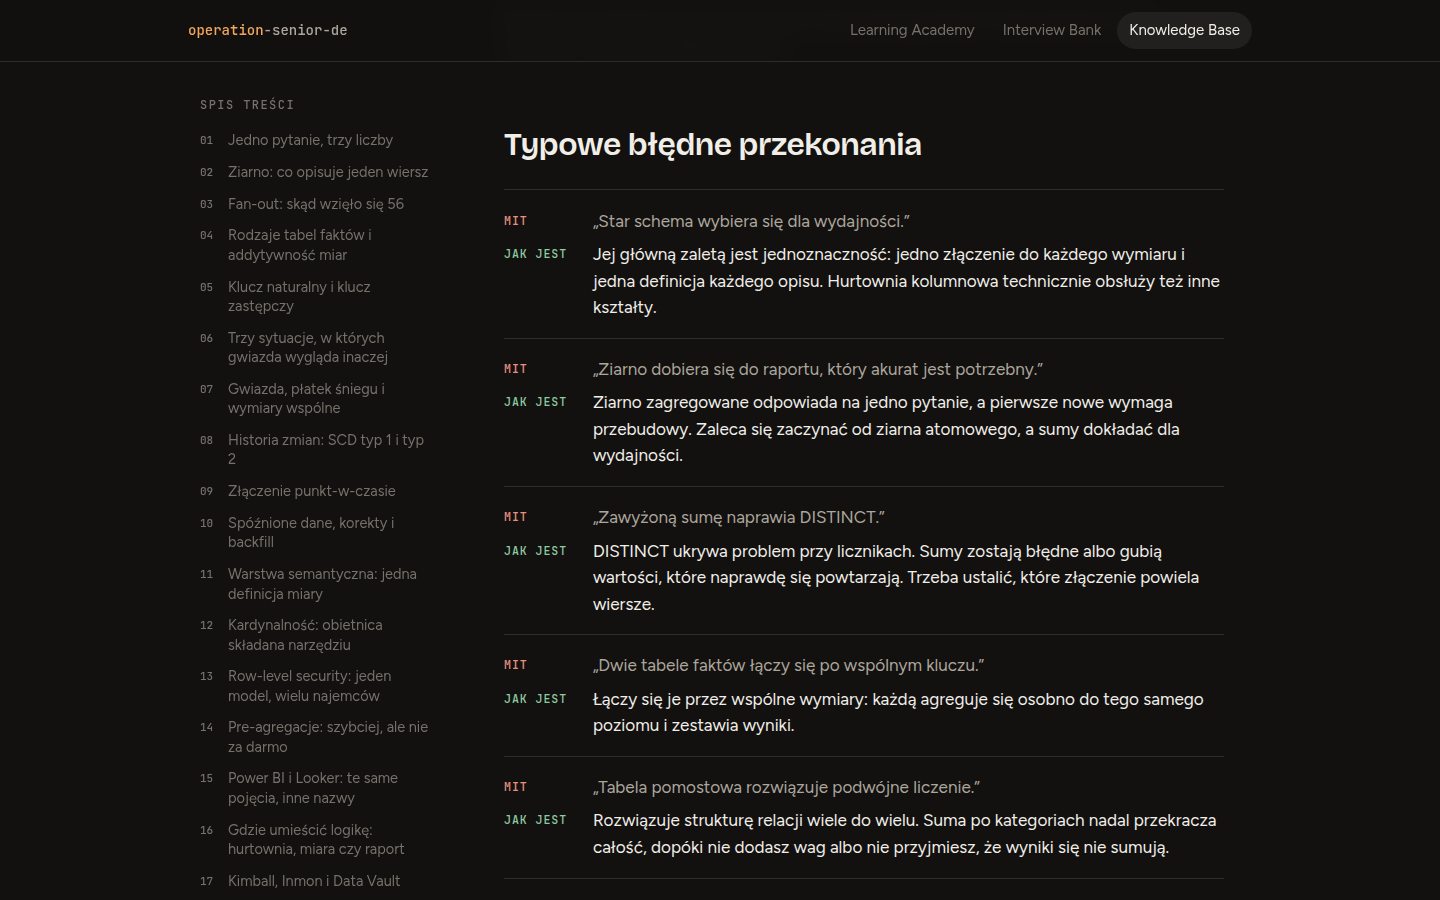 operation-senior-de
Learning Academy
Interview Bank
Knowledge Base
SPIS TREŚCI
01 Jedno pytanie, trzy liczby
02 Ziarno: co opisuje jeden wiersz
03 Fan-out: skąd wzięło się 56
04 Rodzaje tabel faktów i
addytywność miar
05 Klucz naturalny i klucz
zastępczy
06 Trzy sytuacje, w których
gwiazda wygląda inaczej
07 Gwiazda, płatek śniegu i
wymiary wspólne
08 Historia zmian: SCD typ 1 i typ
2
09 Złączenie punkt-w-czasie
10 Spóźnione dane, korekty i
backfill
11 Warstwa semantyczna: jedna
definicja miary
12 Kardynalność: obietnica
składana narzędziu
13 Row-level security: jeden
model, wielu najemców
14 Pre-agregacje: szybciej, ale nie
za darmo
15 Power BI i Looker: te same
pojęcia, inne nazwy
16 Gdzie umieścić logikę:
hurtownia, miara czy raport
17 Kimball, Inmon i Data Vault
Typowe błędne przekonania
MIT „Star schema wybiera się dla wydajności.”
JAK JEST Jej główną zaletą jest jednoznaczność: jedno złączenie do każdego wymiaru i
jedna definicja każdego opisu. Hurtownia kolumnowa technicznie obsłuży też inne
kształty.
MIT „Ziarno dobiera się do raportu, który akurat jest potrzebny.”
JAK JEST Ziarno zagregowane odpowiada na jedno pytanie, a pierwsze nowe wymaga
przebudowy. Zaleca się zaczynać od ziarna atomowego, a sumy dokładać dla
wydajności.
MIT „Zawyżoną sumę naprawia DISTINCT.”
JAK JEST DISTINCT ukrywa problem przy licznikach. Sumy zostają błędne albo gubią
wartości, które naprawdę się powtarzają. Trzeba ustalić, które złączenie powiela
wiersze.
MIT „Dwie tabele faktów łączy się po wspólnym kluczu.”
JAK JEST Łączy się je przez wspólne wymiary: każdą agreguje się osobno do tego samego
poziomu i zestawia wyniki.
MIT „Tabela pomostowa rozwiązuje podwójne liczenie.”
JAK JEST Rozwiązuje strukturę relacji wiele do wielu. Suma po kategoriach nadal przekracza
całość, dopóki nie dodasz wag albo nie przyjmiesz, że wyniki się nie sumują.